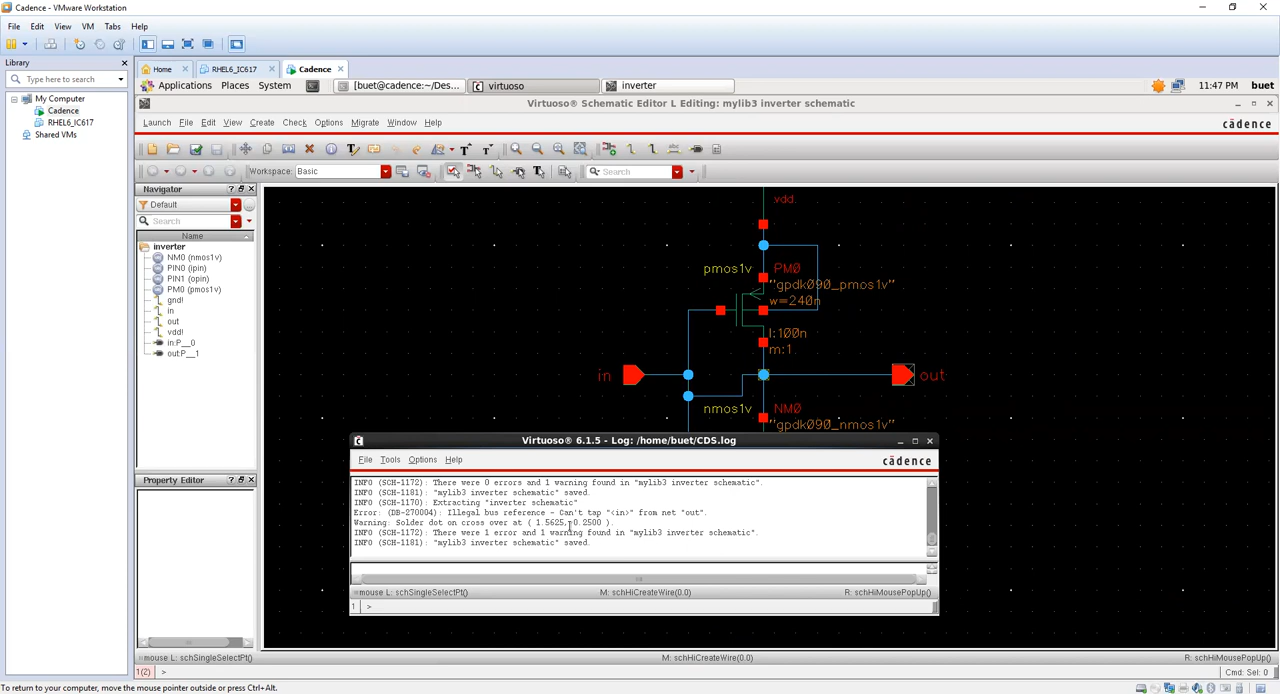 Cadence - VMware Workstation
File Edit View VM Tabs Help
Library
Type here to search
My Computer
Cadence
RHEL6_IC617
Shared VMs
Home RHEL6_IC617 Cadence
Applications Places System [buet@cadence:~/Des... virtuoso inverter 11:47 PM buet
Virtuoso® Schematic Editor L Editing: mylib3 inverter schematic
Launch File Edit View Create Check Options Migrate Window Help cādence
Workspace: Basic Search
Navigator
Default
Search
Name
inverter
NM0 (nmos1v)
PIN0 (ipin)
PIN1 (opin)
PM0 (pmos1v)
gnd!
in
out
vdd!
in:P__0
out:P__1
Property Editor
vdd
pmos1v PM0
"gpdk090_pmos1v"
w=240n
l:100n
m:1
in out
nmos1v NM0
"gpdk090_nmos1v"
Virtuoso® 6.1.5 - Log: /home/buet/CDS.log
File Tools Options Help cādence
INFO (SCH-1172): There were 0 errors and 1 warning found in "mylib3 inverter schematic".
INFO (SCH-1181): "mylib3 inverter schematic" saved.
INFO (SCH-1170): Extracting "inverter schematic"
Error: (DB-270004): Illegal bus reference - Can't tap "<in>" from net "out".
Warning: Solder dot on cross over at ( 1.5625, -0.2500 ).
INFO (SCH-1172): There were 1 error and 1 warning found in "mylib3 inverter schematic".
INFO (SCH-1181): "mylib3 inverter schematic" saved.
mouse L: schSingleSelectPt() M: schHiCreateWire(0.0) R: schHiMousePopUp()
1 >
mouse L: schSingleSelectPt() M: schHiCreateWire(0.0) R: schHiMousePopUp()
1(2) > Cmd: Sel: 0
To return to your computer, move the mouse pointer outside or press Ctrl+Alt.